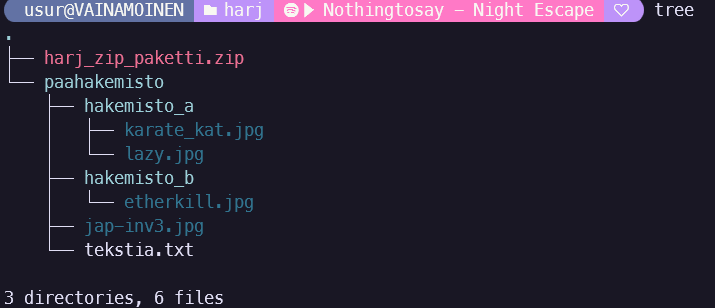 usur@VAINAMOINEN harj Nothingtosay – Night Escape tree
.
├── harj_zip_paketti.zip
└── paahakemisto
    ├── hakemisto_a
    │   ├── karate_kat.jpg
    │   └── lazy.jpg
    ├── hakemisto_b
    │   └── etherkill.jpg
    ├── jap-inv3.jpg
    └── tekstia.txt

3 directories, 6 files